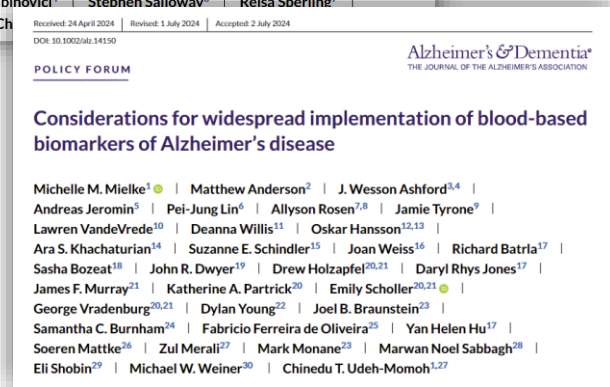 Stephen Salloway | Reisa Sperling
Ch
Received: 24 April 2024 | Revised: 1 July 2024 | Accepted: 2 July 2024
DOI: 10.1002/alz.14150
Alzheimer's & Dementia®
THE JOURNAL OF THE ALZHEIMER'S ASSOCIATION
POLICY FORUM
Considerations for widespread implementation of blood-based
biomarkers of Alzheimer's disease
Michelle M. Mielke1 | Matthew Anderson2 | J. Wesson Ashford3,4 |
Andreas Jeromin5 | Pei-Jung Lin6 | Allyson Rosen7,8 | Jamie Tyrone9 |
Lawren VandeVrede10 | Deanna Willis11 | Oskar Hansson12,13 |
Ara S. Khachaturian14 | Suzanne E. Schindler15 | Joan Weiss16 | Richard Batrla17 |
Sasha Bozeat18 | John R. Dwyer19 | Drew Holzapfel20,21 | Daryl Rhys Jones17 |
James F. Murray21 | Katherine A. Partrick20 | Emily Scholler20,21 |
George Vradenburg20,21 | Dylan Young22 | Joel B. Braunstein23 |
Samantha C. Burnham24 | Fabricio Ferreira de Oliveira25 | Yan Helen Hu17 |
Soeren Mattke26 | Zul Merali27 | Mark Monane23 | Marwan Noel Sabbagh28 |
Eli Shobin29 | Michael W. Weiner30 | Chinedu T. Udeh-Momoh1,27